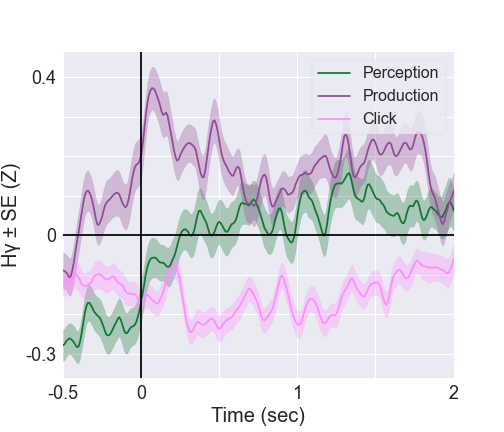 Perception
Production
Click
0.4
0
-0.3
Hγ ± SE (Z)
-0.5
0
1
2
Time (sec)